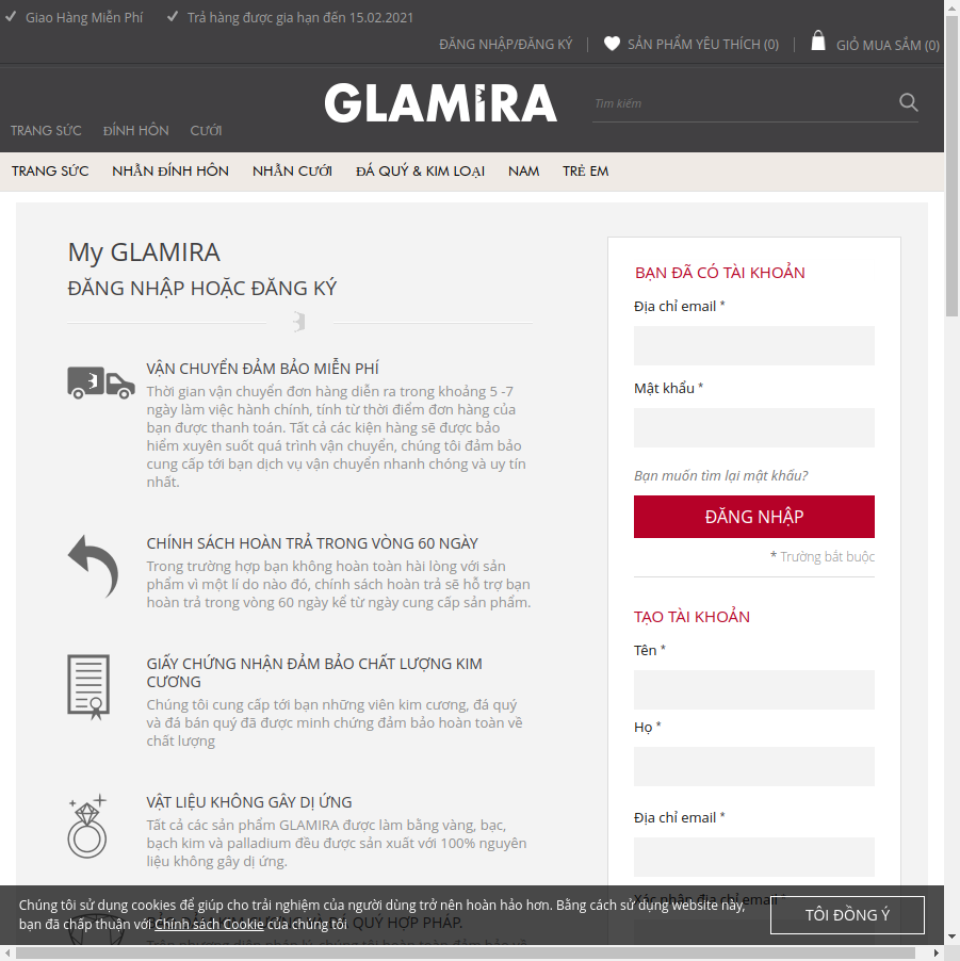 Giao Hàng Miễn Phí
Trả hàng được gia hạn đến 15.02.2021
ĐĂNG NHẬP/ĐĂNG KÝ
SẢN PHẨM YÊU THÍCH (0)
GIỎ MUA SẮM (0)
GLAMIRA
Tìm kiếm
TRANG SỨC
ĐÍNH HÔN
CƯỚI
TRANG SỨC
NHẪN ĐÍNH HÔN
NHẪN CƯỚI
ĐÁ QUÝ & KIM LOẠI
NAM
TRẺ EM
My GLAMIRA
ĐĂNG NHẬP HOẶC ĐĂNG KÝ
VẬN CHUYỂN ĐẢM BẢO MIỄN PHÍ
Thời gian vận chuyển đơn hàng diễn ra trong khoảng 5 -7
ngày làm việc hành chính, tính từ thời điểm đơn hàng của
bạn được thanh toán. Tất cả các kiện hàng sẽ được bảo
hiểm xuyên suốt quá trình vận chuyển, chúng tôi đảm bảo
cung cấp tới bạn dịch vụ vận chuyển nhanh chóng và uy tín
nhất.
CHÍNH SÁCH HOÀN TRẢ TRONG VÒNG 60 NGÀY
Trong trường hợp bạn không hoàn toàn hài lòng với sản
phẩm vì một lí do nào đó, chính sách hoàn trả sẽ hỗ trợ bạn
hoàn trả trong vòng 60 ngày kể từ ngày cung cấp sản phẩm.
GIẤY CHỨNG NHẬN ĐẢM BẢO CHẤT LƯỢNG KIM
CƯƠNG
Chúng tôi cung cấp tới bạn những viên kim cương, đá quý
và đá bán quý đã được minh chứng đảm bảo hoàn toàn về
chất lượng
VẬT LIỆU KHÔNG GÂY DỊ ỨNG
Tất cả các sản phẩm GLAMIRA được làm bằng vàng, bạc,
bạch kim và palladium đều được sản xuất với 100% nguyên
liệu không gây dị ứng.
BẠN ĐÃ CÓ TÀI KHOẢN
Địa chỉ email *
Mật khẩu *
Bạn muốn tìm lại mật khẩu?
ĐĂNG NHẬP
* Trường bắt buộc
TẠO TÀI KHOẢN
Tên *
Họ *
Địa chỉ email *
Xác nhận địa chỉ email *
Chúng tôi sử dụng cookies để giúp cho trải nghiệm của người dùng trở nên hoàn hảo hơn. Bằng cách sử dụng website này,
bạn đã chấp thuận với Chính sách Cookie của chúng tôi
TÔI ĐỒNG Ý
QUÝ HỢP PHÁP.